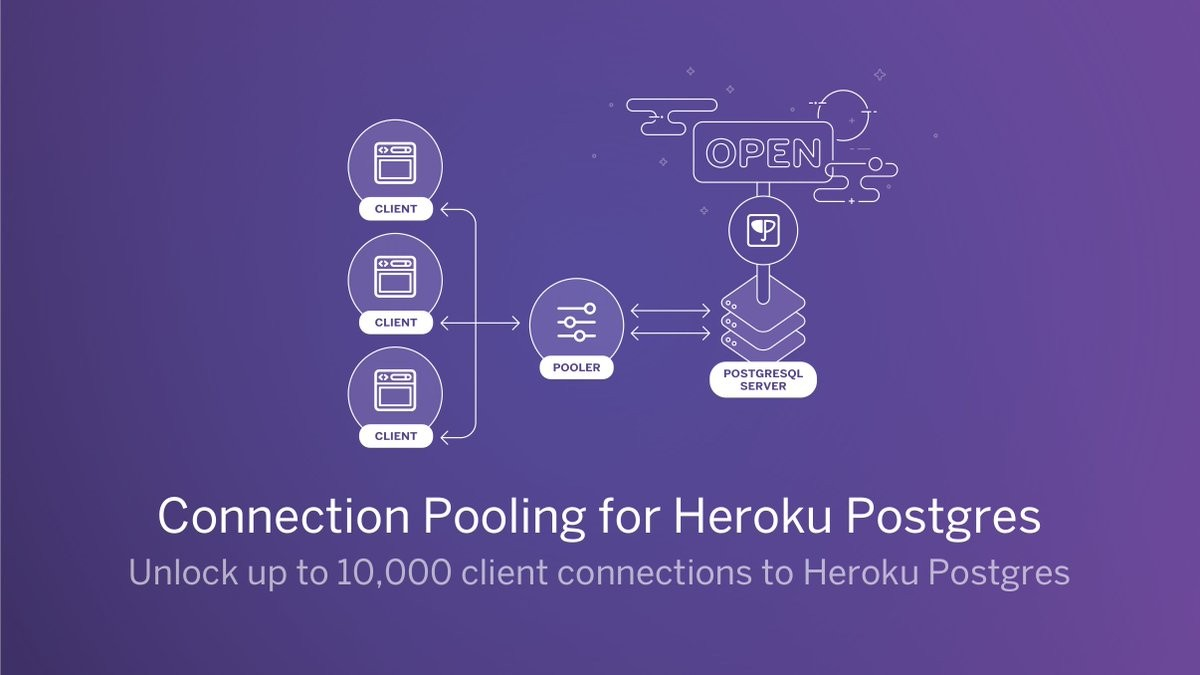 OPEN
CLIENT
CLIENT
CLIENT
POOLER
POSTGRESQL
SERVER
Connection Pooling for Heroku Postgres
Unlock up to 10,000 client connections to Heroku Postgres